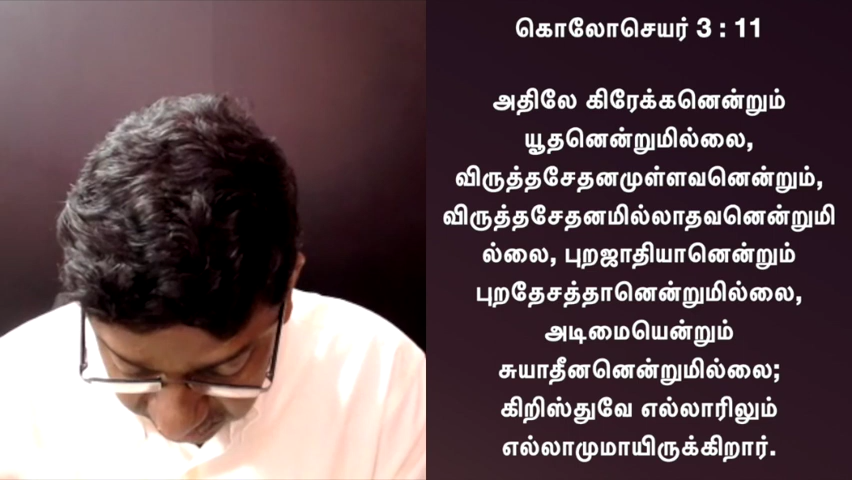 கொலோசெயர் 3 : 11
அதிலே கிரேக்கனென்றும்
யூதனென்றுமில்லை,
விருத்தசேதனமுள்ளவனென்றும்,
விருத்தசேதனமில்லாதவனென்றுமி
ல்லை, புறஜாதியானென்றும்
புறதேசத்தானென்றுமில்லை,
அடிமையென்றும்
சுயாதீனனென்றுமில்லை;
கிறிஸ்துவே எல்லாரிலும்
எல்லாமுமாயிருக்கிறார்.